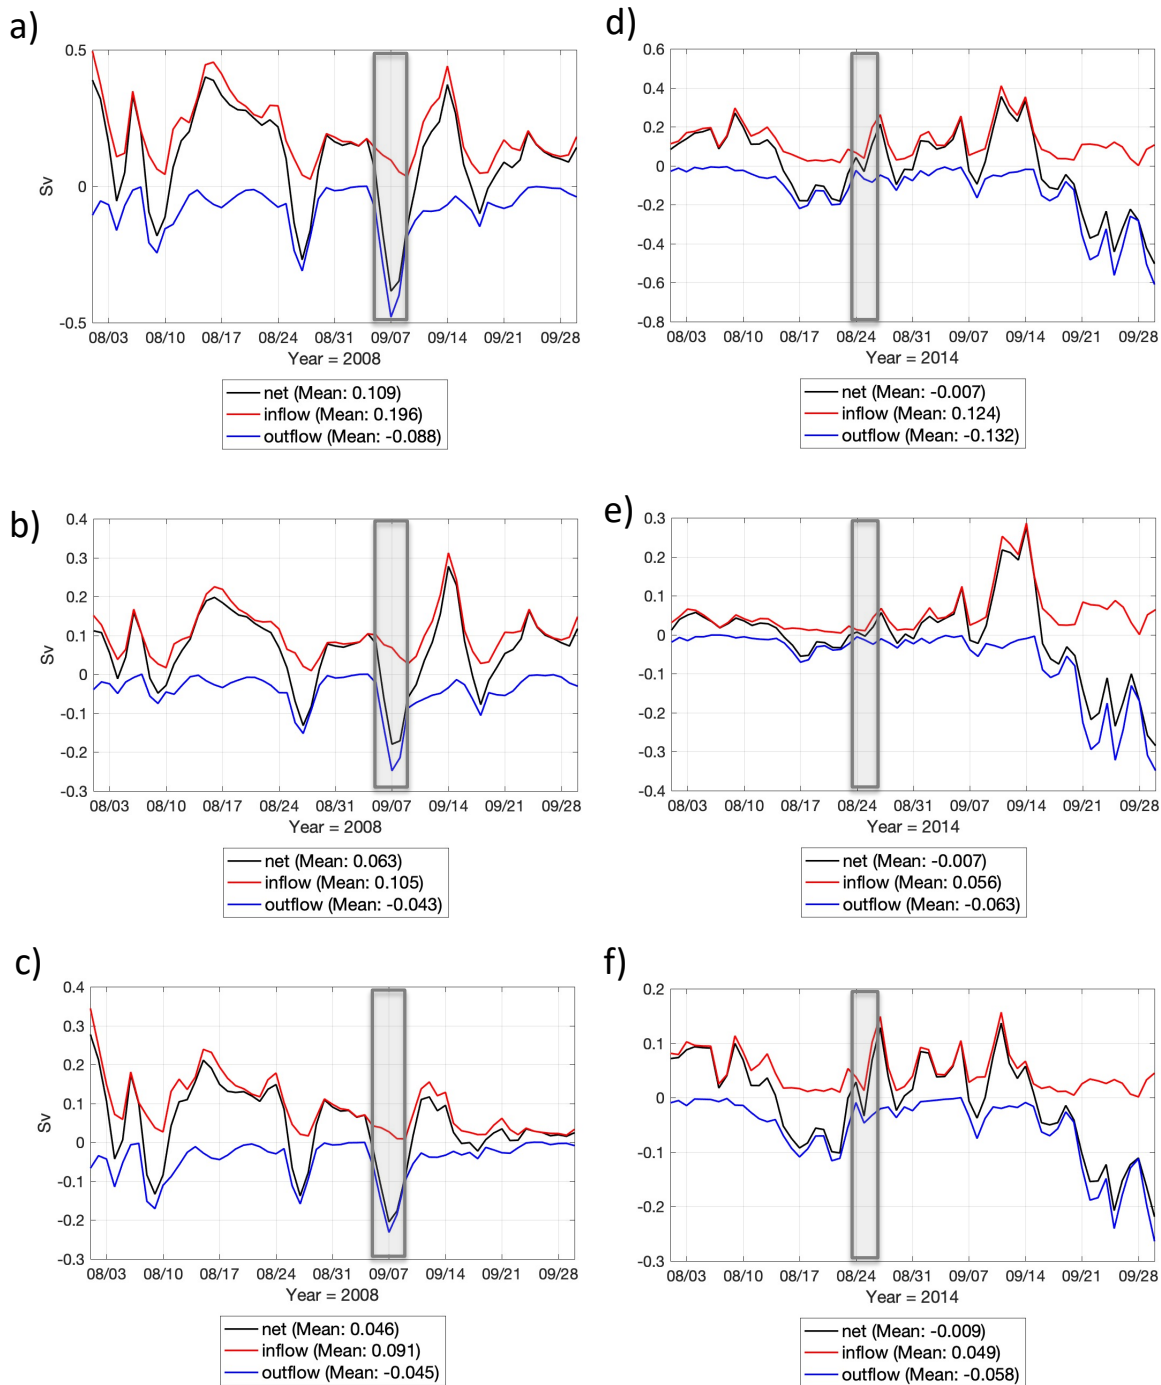 a)
0.5
0
-0.5
Sv
08/03 08/10 08/17 08/24 08/31 09/07 09/14 09/21 09/28
Year = 2008
net (Mean: 0.109)
inflow (Mean: 0.196)
outflow (Mean: -0.088)
d)
0.6
0.4
0.2
0
-0.2
-0.4
-0.6
-0.8
08/03 08/10 08/17 08/24 08/31 09/07 09/14 09/21 09/28
Year = 2014
net (Mean: -0.007)
inflow (Mean: 0.124)
outflow (Mean: -0.132)
b)
0.4
0.3
0.2
0.1
0
-0.1
-0.2
-0.3
Sv
08/03 08/10 08/17 08/24 08/31 09/07 09/14 09/21 09/28
Year = 2008
net (Mean: 0.063)
inflow (Mean: 0.105)
outflow (Mean: -0.043)
e)
0.3
0.2
0.1
0
-0.1
-0.2
-0.3
-0.4
08/03 08/10 08/17 08/24 08/31 09/07 09/14 09/21 09/28
Year = 2014
net (Mean: -0.007)
inflow (Mean: 0.056)
outflow (Mean: -0.063)
c)
0.4
0.3
0.2
0.1
0
-0.1
-0.2
-0.3
Sv
08/03 08/10 08/17 08/24 08/31 09/07 09/14 09/21 09/28
Year = 2008
net (Mean: 0.046)
inflow (Mean: 0.091)
outflow (Mean: -0.045)
f)
0.2
0.1
0
-0.1
-0.2
-0.3
08/03 08/10 08/17 08/24 08/31 09/07 09/14 09/21 09/28
Year = 2014
net (Mean: -0.009)
inflow (Mean: 0.049)
outflow (Mean: -0.058)